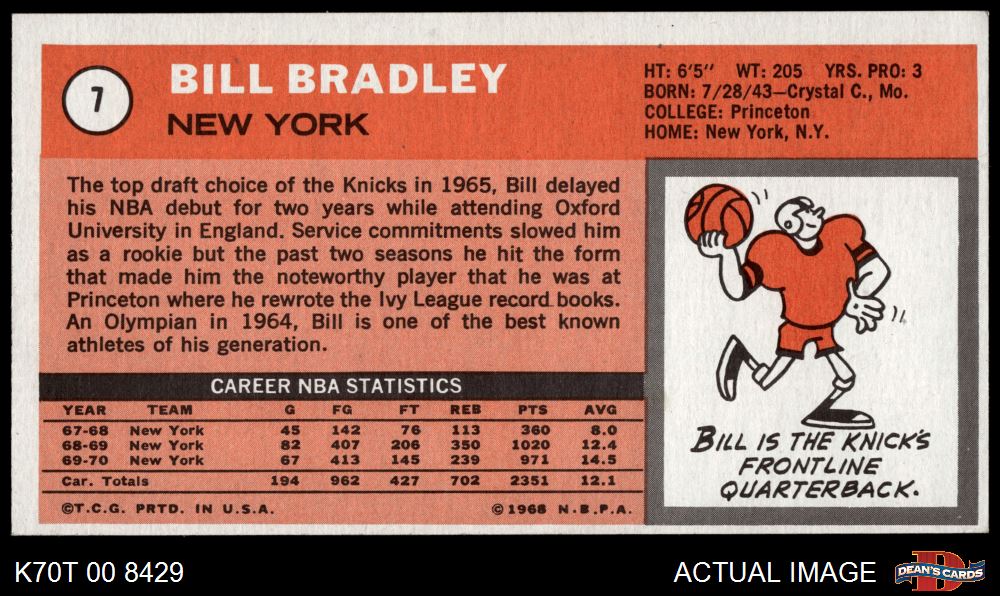 7
BILL BRADLEY
NEW YORK
HT: 6'5" WT: 205 YRS. PRO: 3
BORN: 7/28/43—Crystal C., Mo.
COLLEGE: Princeton
HOME: New York, N.Y.
The top draft choice of the Knicks in 1965, Bill delayed
his NBA debut for two years while attending Oxford
University in England. Service commitments slowed him
as a rookie but the past two seasons he hit the form
that made him the noteworthy player that he was at
Princeton where he rewrote the Ivy League record books.
An Olympian in 1964, Bill is one of the best known
athletes of his generation.
CAREER NBA STATISTICS
YEAR TEAM G FG FT REB PTS AVG
67-68 New York 45 142 76 113 360 8.0
68-69 New York 82 407 206 350 1020 12.4
69-70 New York 67 413 145 239 971 14.5
Car. Totals 194 962 427 702 2351 12.1
©T.C.G. PRTD. IN U.S.A. ©1968 N.B.P.A.
BILL IS THE KNICK'S
FRONTLINE
QUARTERBACK.
K70T 00 8429
ACTUAL IMAGE
D
DEAN'S CARDS